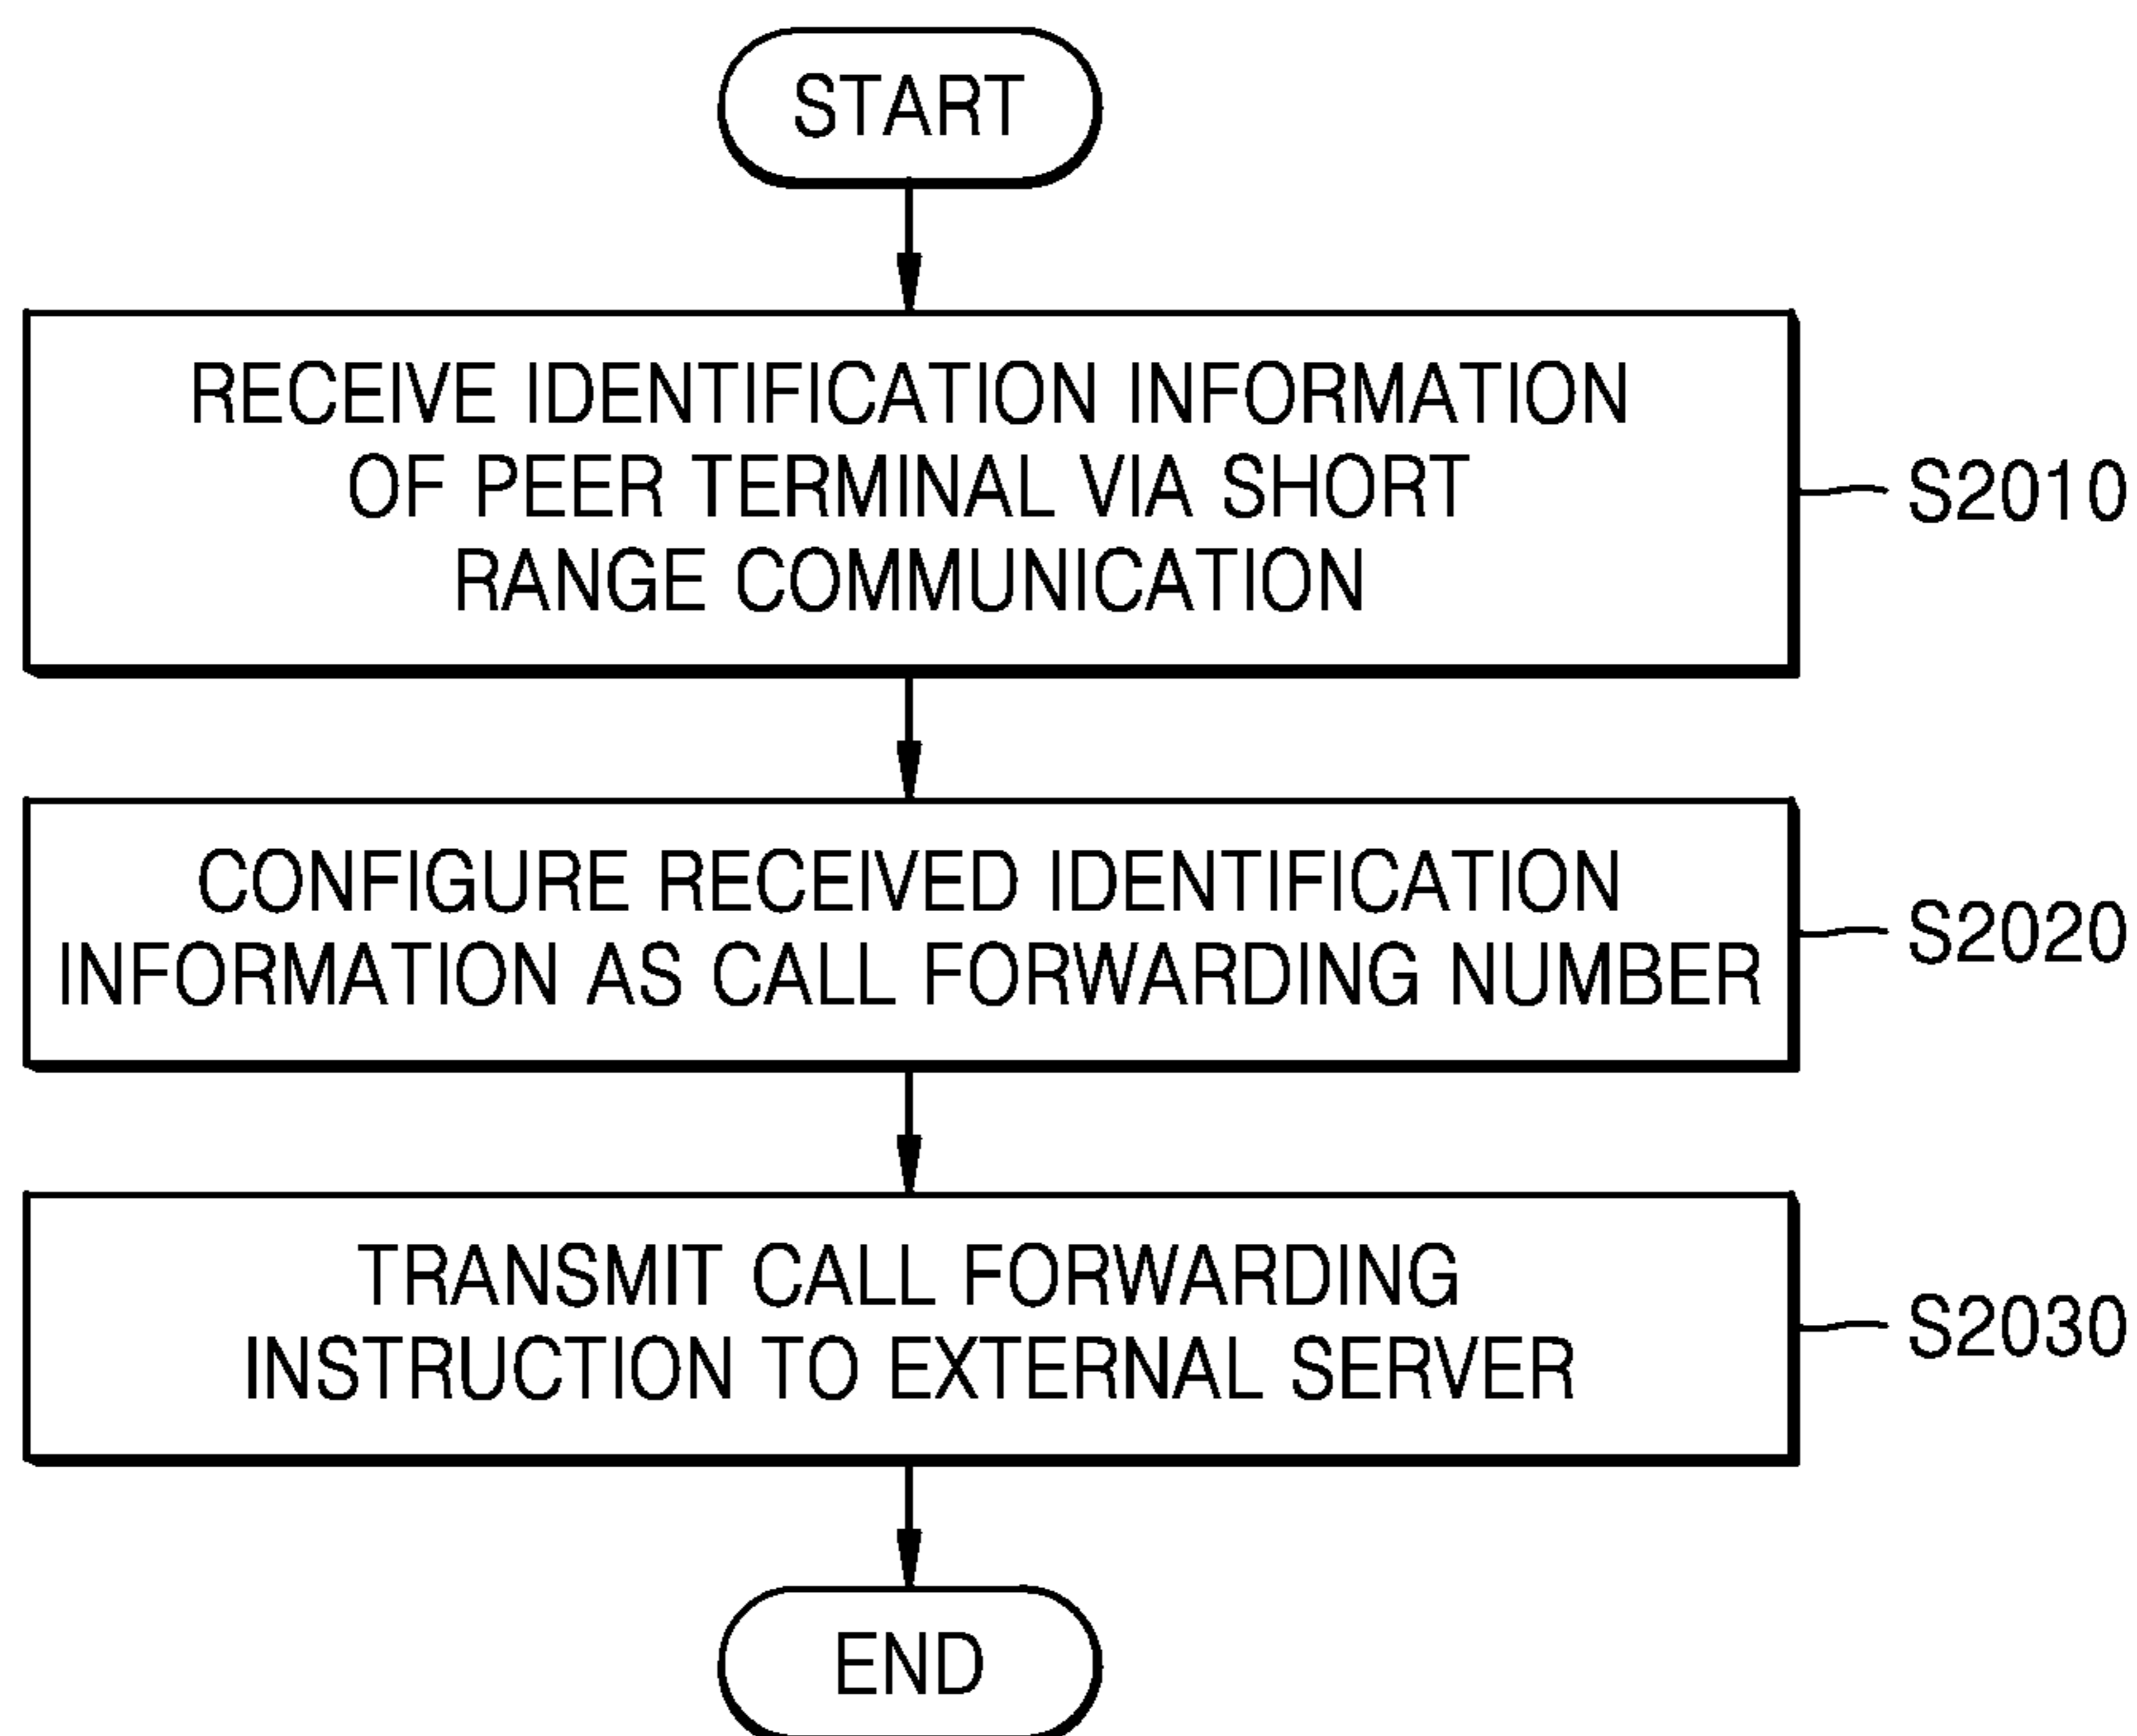 START
RECEIVE IDENTIFICATION INFORMATION
OF PEER TERMINAL VIA SHORT
RANGE COMMUNICATION
S2010
CONFIGURE RECEIVED IDENTIFICATION
INFORMATION AS CALL FORWARDING NUMBER
S2020
TRANSMIT CALL FORWARDING
INSTRUCTION TO EXTERNAL SERVER
S2030
END